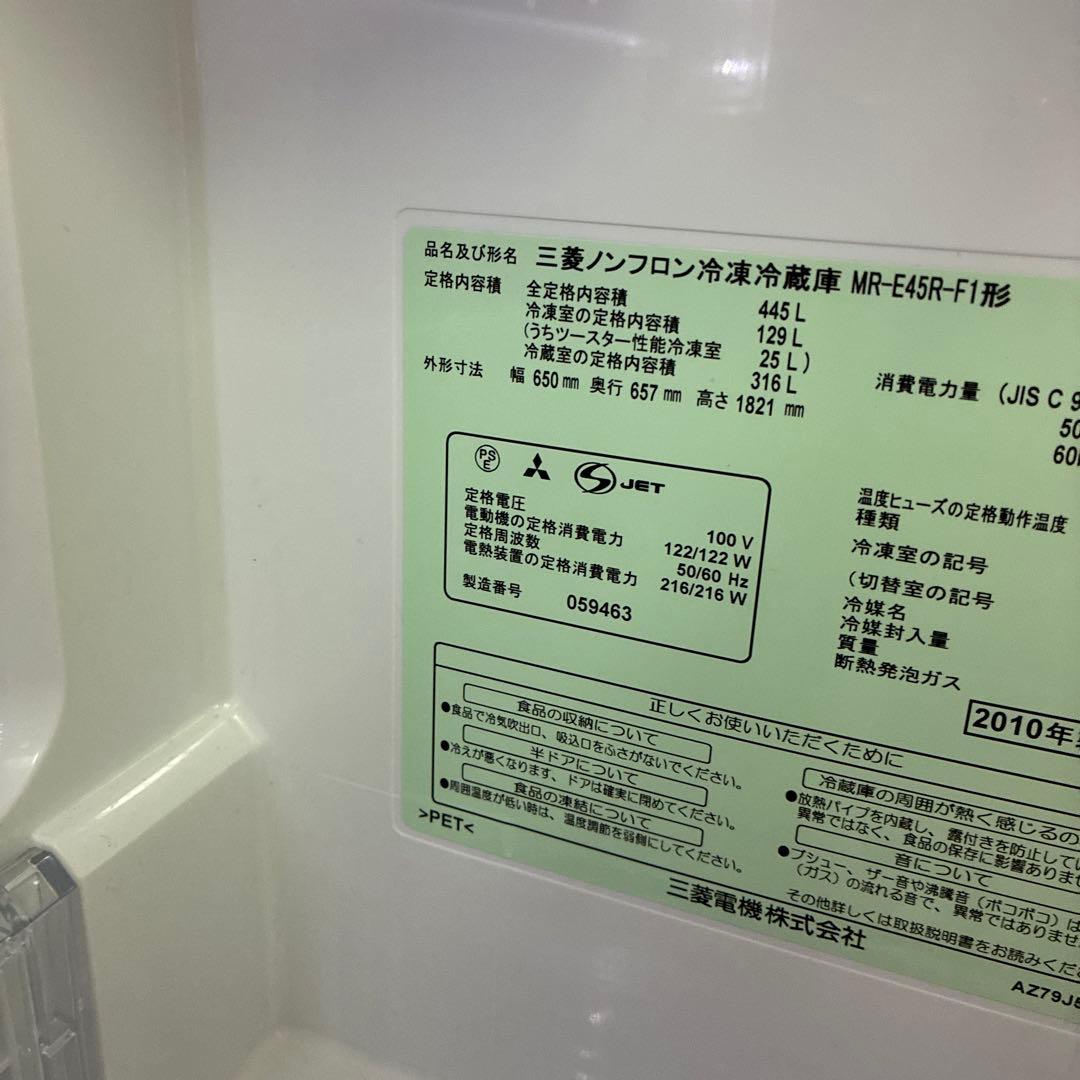 品名及び形名 三菱ノンフロン冷凍冷蔵庫 MR-E45R-F1形
定格内容積 全定格内容積 445 L
冷凍室の定格内容積 129 L
(うちツースター性能冷凍室 25 L)
冷蔵室の定格内容積 316 L
外形寸法 幅 650 mm 奥行 657 mm 高さ 1821 mm
消費電力量 (JIS C 9
50
60
PSE JET
定格電圧 100 V
電動機の定格消費電力 122/122 W
定格周波数 50/60 Hz
電熱装置の定格消費電力 216/216 W
製造番号 059463
温度ヒューズの定格動作温度
種類
冷凍室の記号
(切替室の記号
冷媒名
冷媒封入量
質量
断熱発泡ガス
2010年
正しくお使いいただくために
食品の収納について
●食品で冷気吹出口、吸込口をふさがないでください。
半ドアについて
●冷えが悪くなります、ドアは確実に閉めてください。
食品の凍結について
●周囲温度が低い時は、温度調節を弱側にしてください。
冷蔵庫の周囲が熱く感じるの
●放熱パイプを内蔵し、露付きを防止してい
異常ではなく、食品の保存に影響ありませ
音について
●プシュー、ザー音や沸騰音(ボコボコ)は
(ガス)の流れる音で、異常ではありませ
その他詳しくは取扱説明書をお読みくだ
>PET<
三菱電機株式会社
AZ79J5